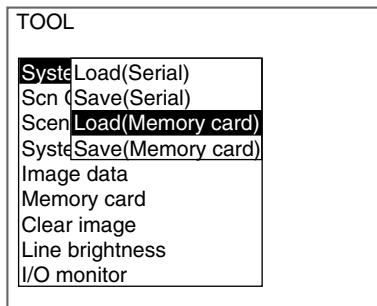 TOOL
Syste
Load(Serial)
Scn
Save(Serial)
Scen
Load(Memory card)
Syste
Save(Memory card)
Image data
Memory card
Clear image
Line brightness
I/O monitor